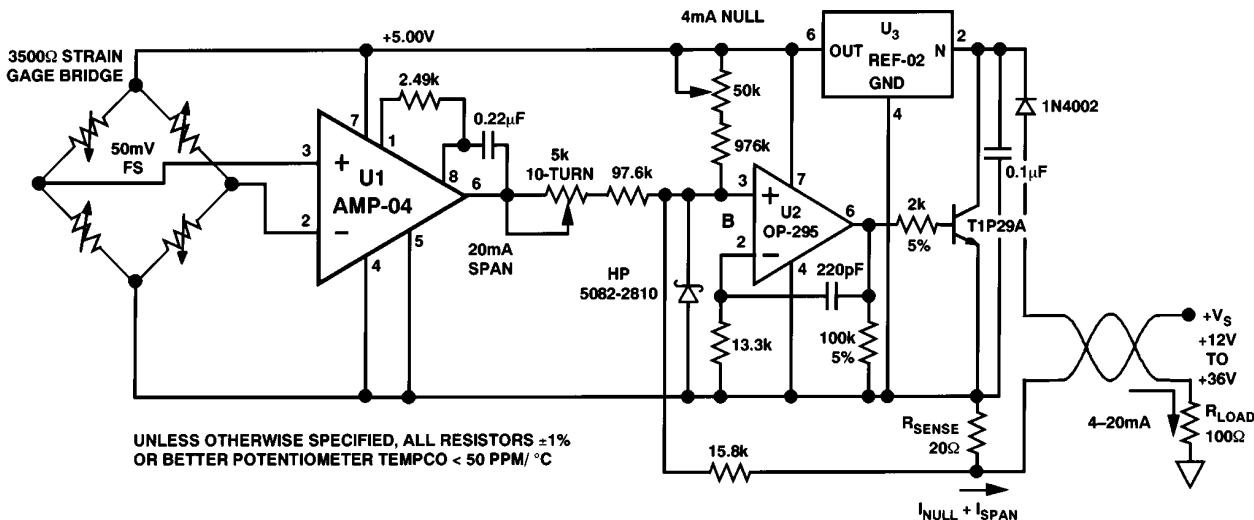 3500Ω STRAIN
GAGE BRIDGE
50mV
FS
+5.00V
2.49k
0.22μF
7
1
3
+
U1
AMP-04
8
6
2
–
5
4
5k
10-TURN
97.6k
20mA
SPAN
HP
5082-2810
4mA NULL
50k
976k
B
3
+
7
U2
OP-295
6
2
–
4
220pF
13.3k
100k
5%
2k
5%
6
OUT
U3
REF-02
GND
N
2
4
1N4002
0.1μF
T1P29A
+VS
+12V
TO
+36V
4–20mA
RLOAD
100Ω
RSENSE
20Ω
15.8k
INULL + ISPAN
UNLESS OTHERWISE SPECIFIED, ALL RESISTORS ±1%
OR BETTER POTENTIOMETER TEMPCO < 50 PPM/ °C